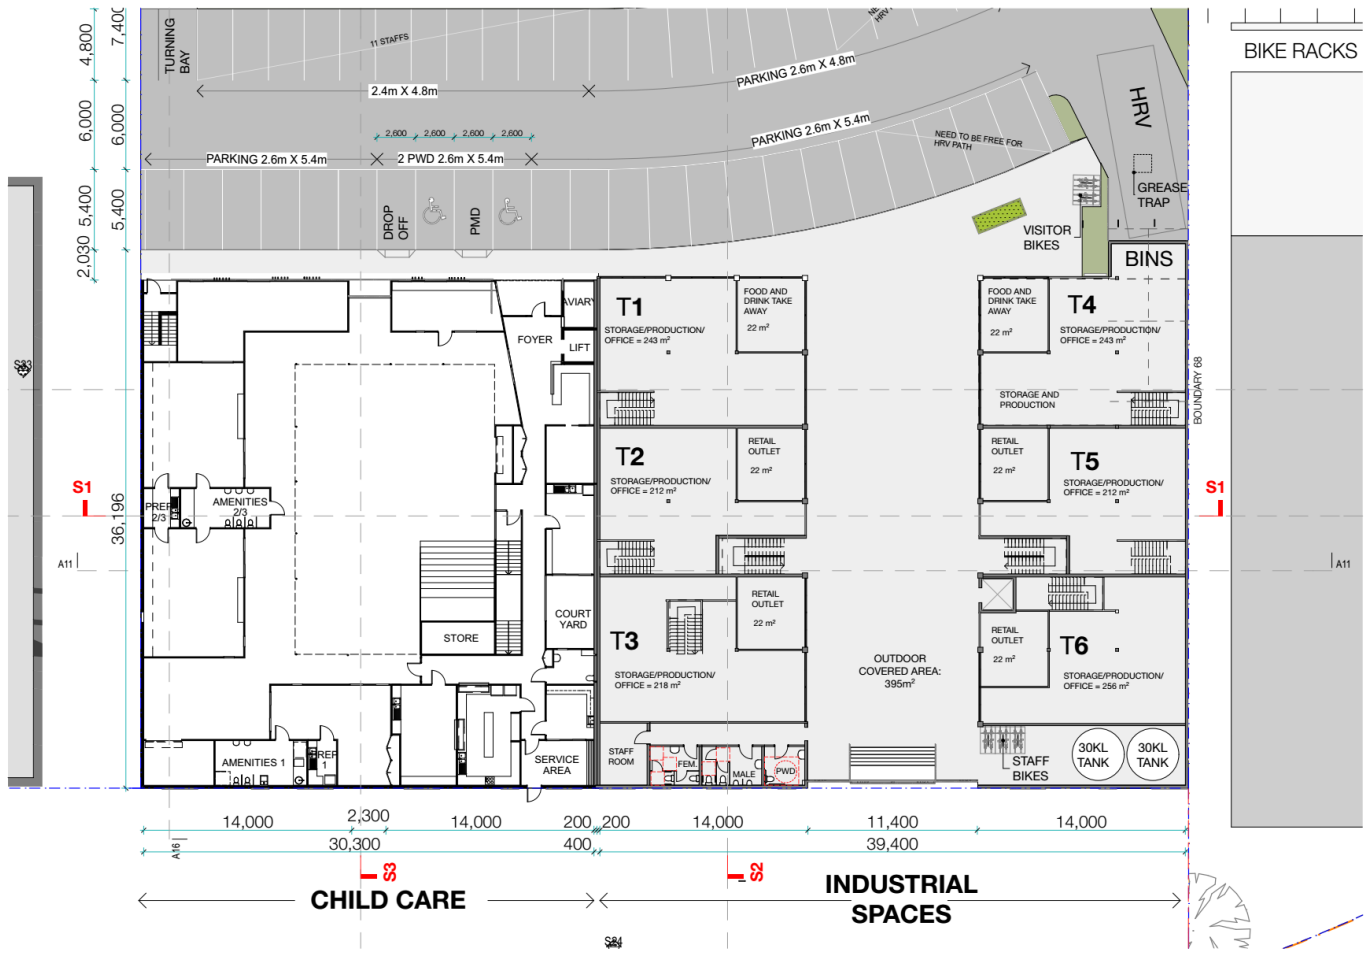 4,800
7,400
TURNING
BAY
11 STAFFS
2.4m X 4.8m
PARKING 2.6m X 4.8m
HRV
BIKE RACKS
6,000
6,000
2,600
2,600
2,600
2,600
PARKING 2.6m X 5.4m
2 PWD 2.6m X 5.4m
PARKING 2.6m X 5.4m
NEED TO BE FREE FOR
HRV PATH
GREASE
TRAP
5,400
5,400
DROP
OFF
PMD
VISITOR
BIKES
2,030
BINS
AVIARY
FOYER
LIFT
T1
STORAGE/PRODUCTION/
OFFICE = 243 m²
FOOD AND
DRINK TAKE
AWAY
22 m²
FOOD AND
DRINK TAKE
AWAY
22 m²
T4
STORAGE/PRODUCTION/
OFFICE = 243 m²
STORAGE AND
PRODUCTION
BOUNDARY 68
T2
STORAGE/PRODUCTION/
OFFICE = 212 m²
RETAIL
OUTLET
22 m²
RETAIL
OUTLET
22 m²
T5
STORAGE/PRODUCTION/
OFFICE = 212 m²
S1
S1
PREP
2/3
AMENITIES
2/3
36,196
A11
A11
COURT
YARD
STORE
T3
STORAGE/PRODUCTION/
OFFICE = 218 m²
RETAIL
OUTLET
22 m²
OUTDOOR
COVERED AREA:
395m²
RETAIL
OUTLET
22 m²
T6
STORAGE/PRODUCTION/
OFFICE = 256 m²
AMENITIES 1
PREP
1
SERVICE
AREA
STAFF
ROOM
FEM.
MALE
PWD
STAFF
BIKES
30KL
TANK
30KL
TANK
14,000
2,300
14,000
200
200
14,000
11,400
14,000
A16
30,300
400
39,400
S3
S2
CHILD CARE
INDUSTRIAL
SPACES